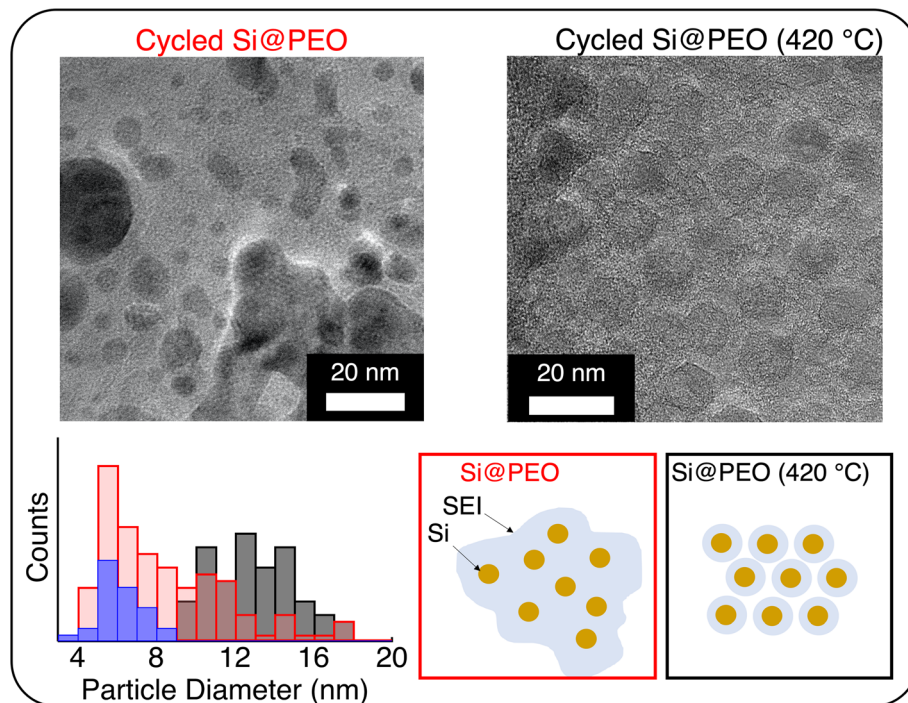 Cycled Si@PEO
Cycled Si@PEO (420 °C)
20 nm
20 nm
Counts
4 8 12 16 20
Particle Diameter (nm)
Si@PEO
SEI
Si
Si@PEO (420 °C)